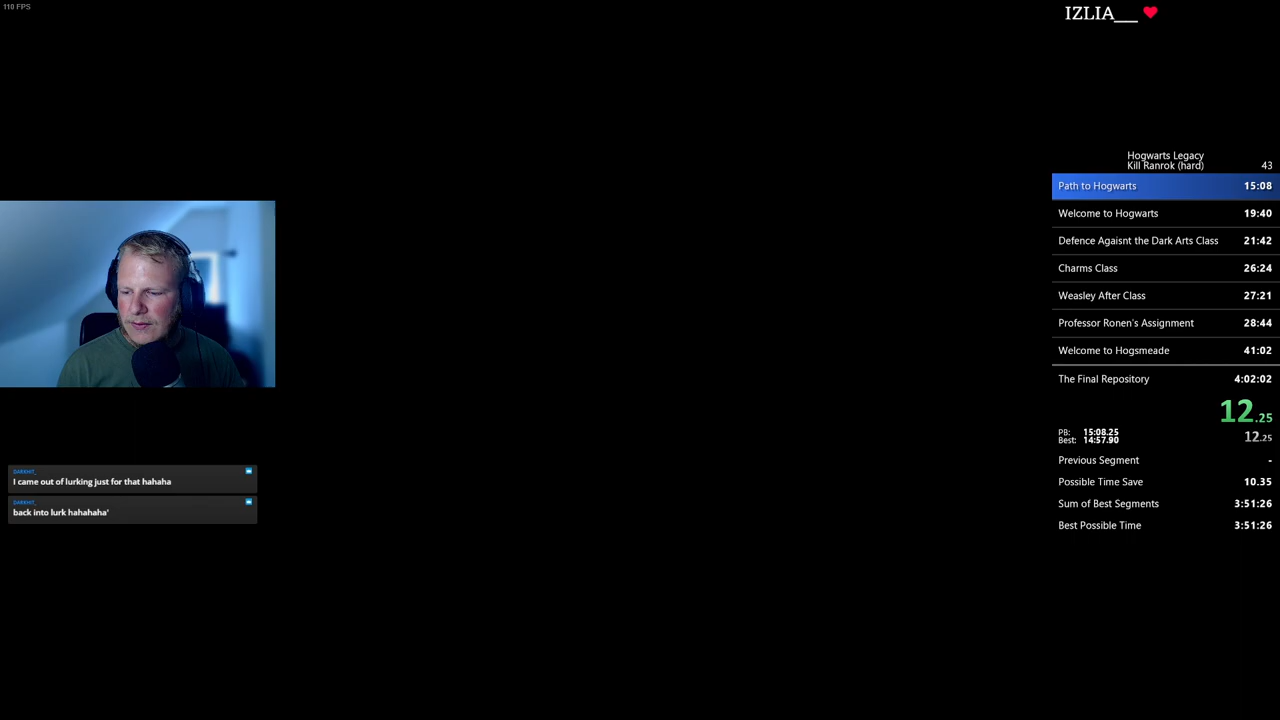 110 FPS
IZLIA__ ❤
Hogwarts Legacy
Kill Ranrok (hard) 43
Path to Hogwarts 15:08
Welcome to Hogwarts 19:40
Defence Agaisnt the Dark Arts Class 21:42
Charms Class 26:24
Weasley After Class 27:21
Professor Ronen's Assignment 28:44
Welcome to Hogsmeade 41:02
The Final Repository 4:02:02
12.25
PB: 15:08.25
Best: 14:57.90 12.25
Previous Segment -
Possible Time Save 10.35
Sum of Best Segments 3:51:26
Best Possible Time 3:51:26
DARKHIT_
I came out of lurking just for that hahaha
DARKHIT_
back into lurk hahahaha'